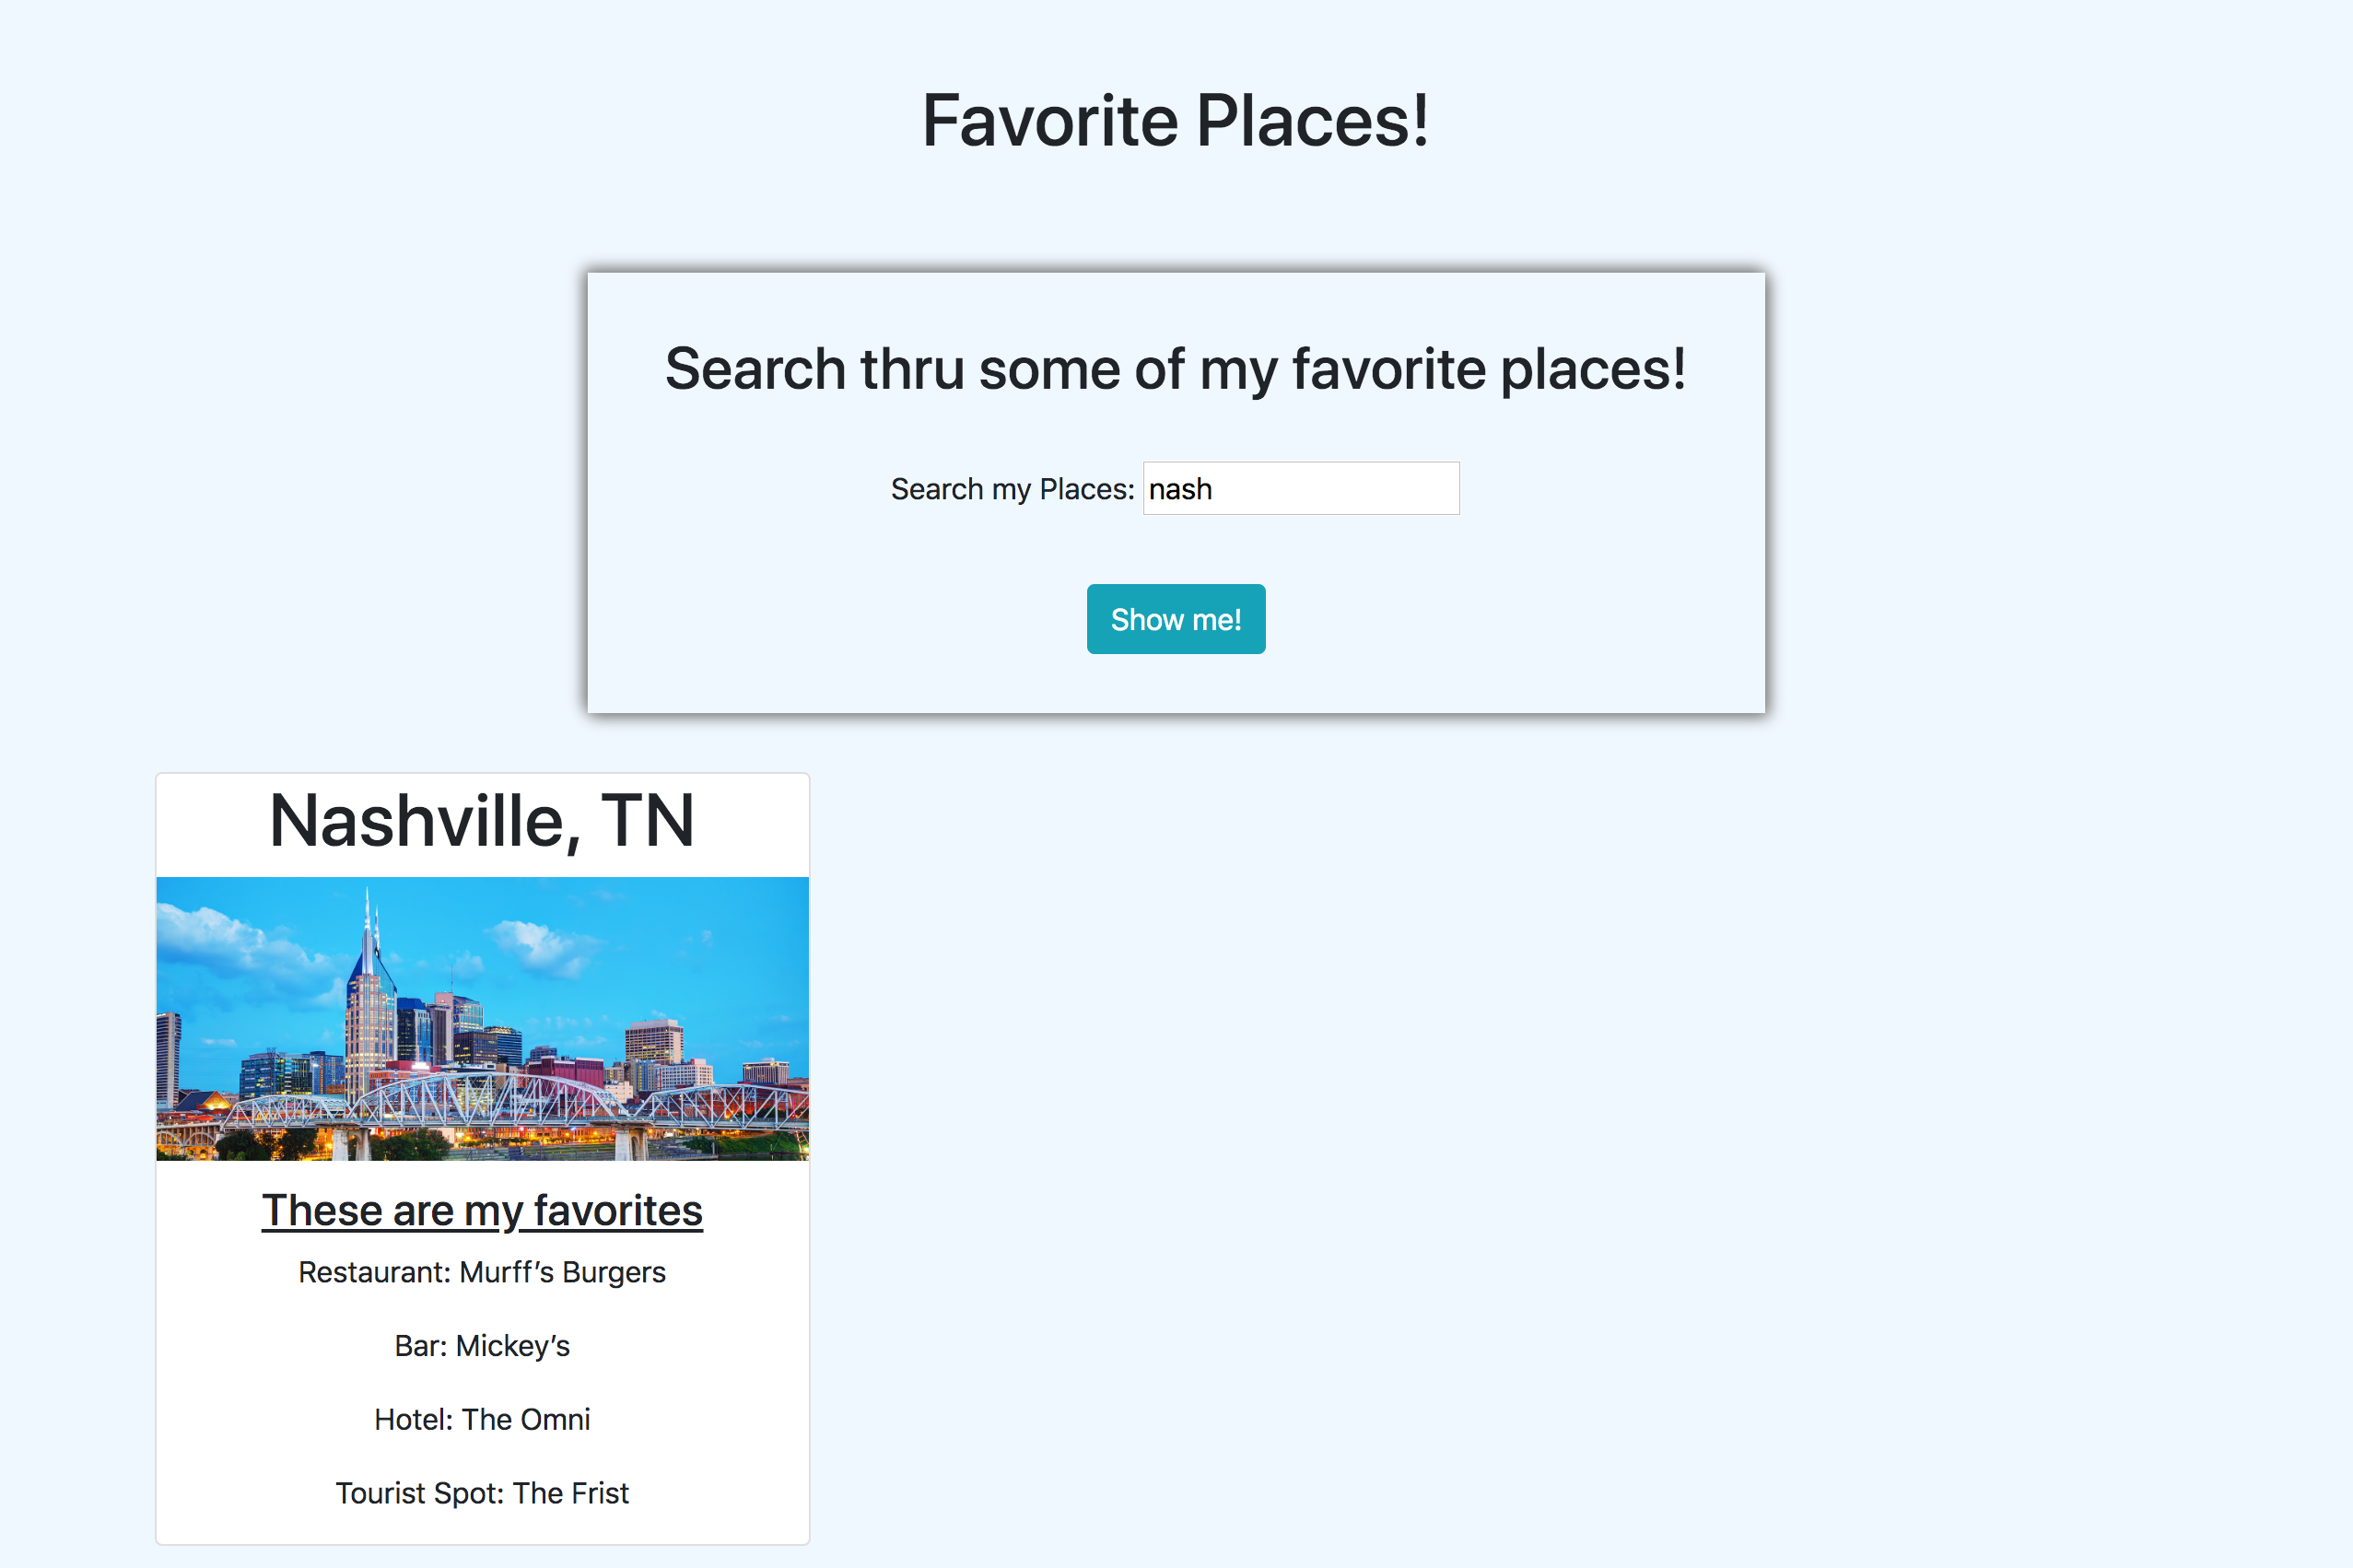 Favorite Places!
Search thru some of my favorite places!
Search my Places: nash
Show me!
Nashville, TN
These are my favorites
Restaurant: Murff’s Burgers
Bar: Mickey’s
Hotel: The Omni
Tourist Spot: The Frist